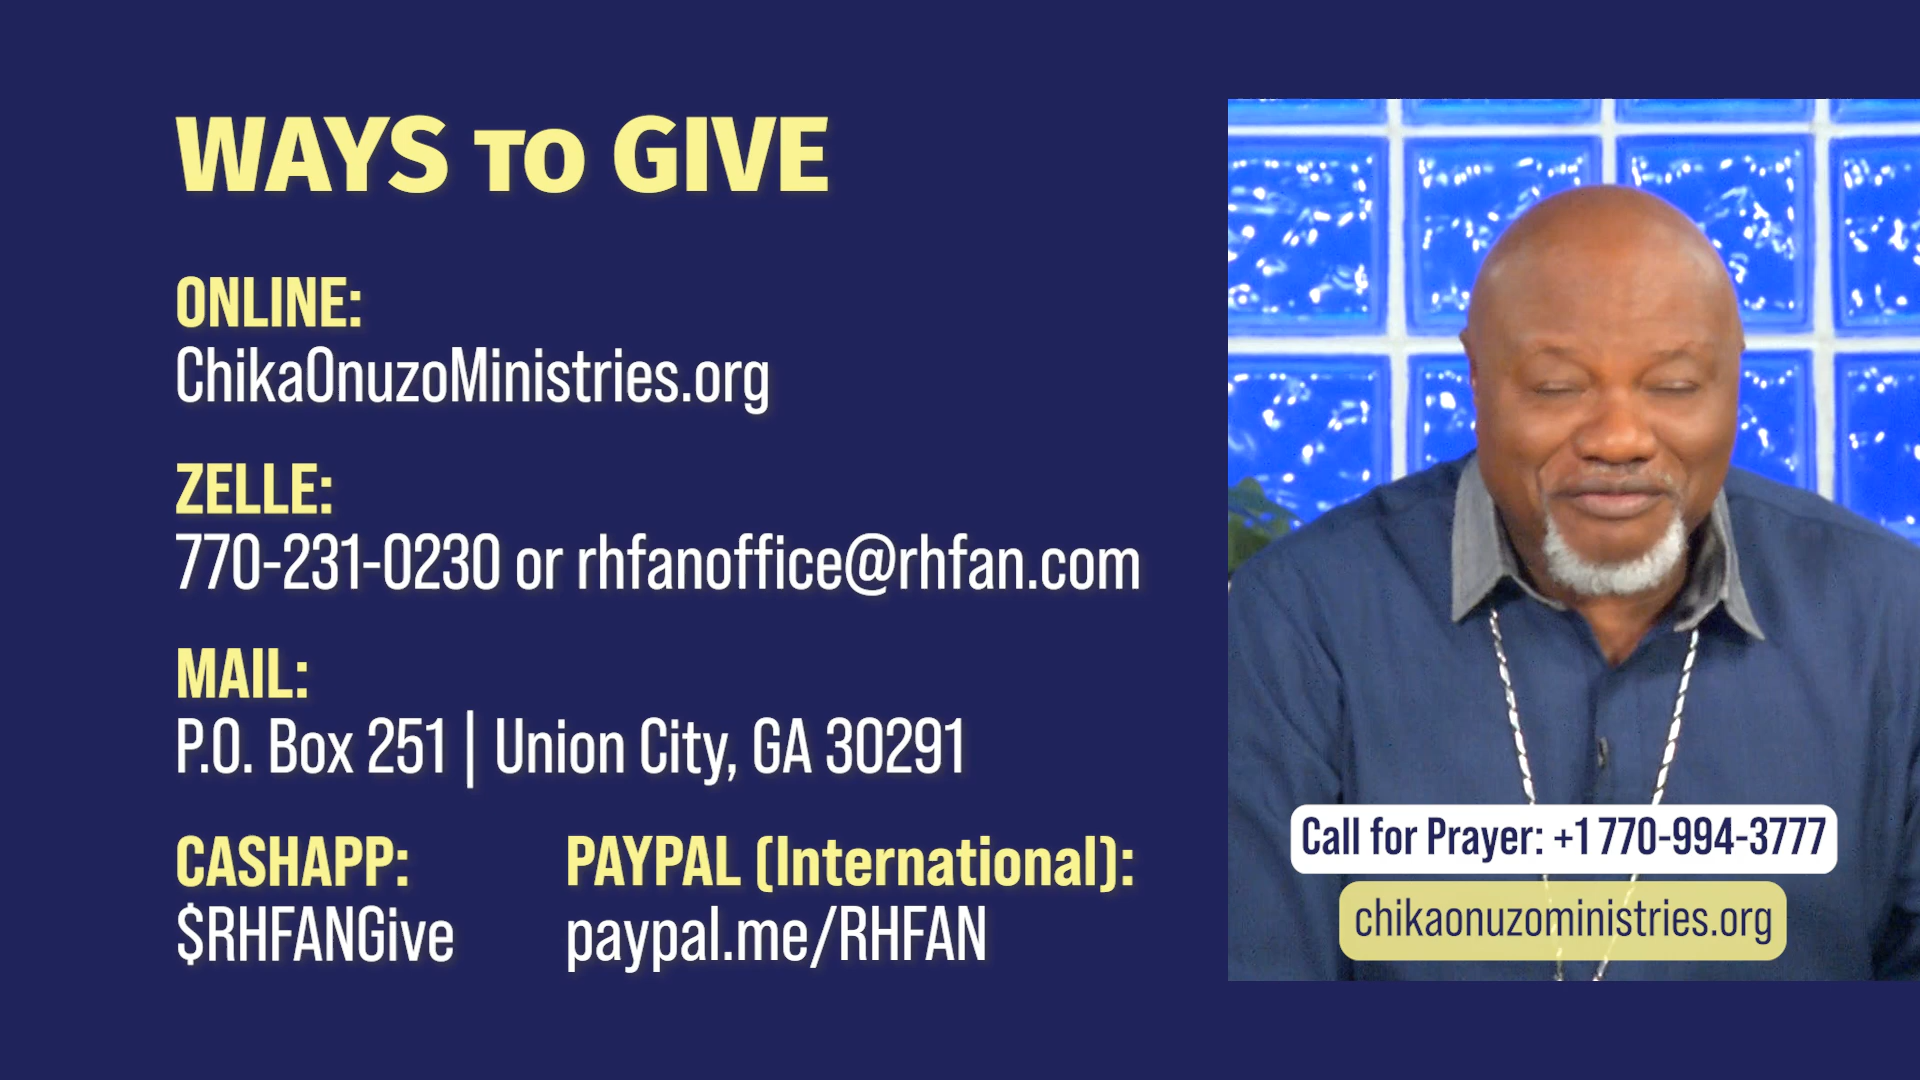 WAYS TO GIVE
ONLINE:
ChikaOnuzoMinistries.org
ZELLE:
770-231-0230 or rhfanoffice@rhfan.com
MAIL:
P.O. Box 251 | Union City, GA 30291
CASHAPP:
$RHFANGive
PAYPAL (International):
paypal.me/RHFAN
Call for Prayer: +1 770-994-3777
chikaonuzoministries.org